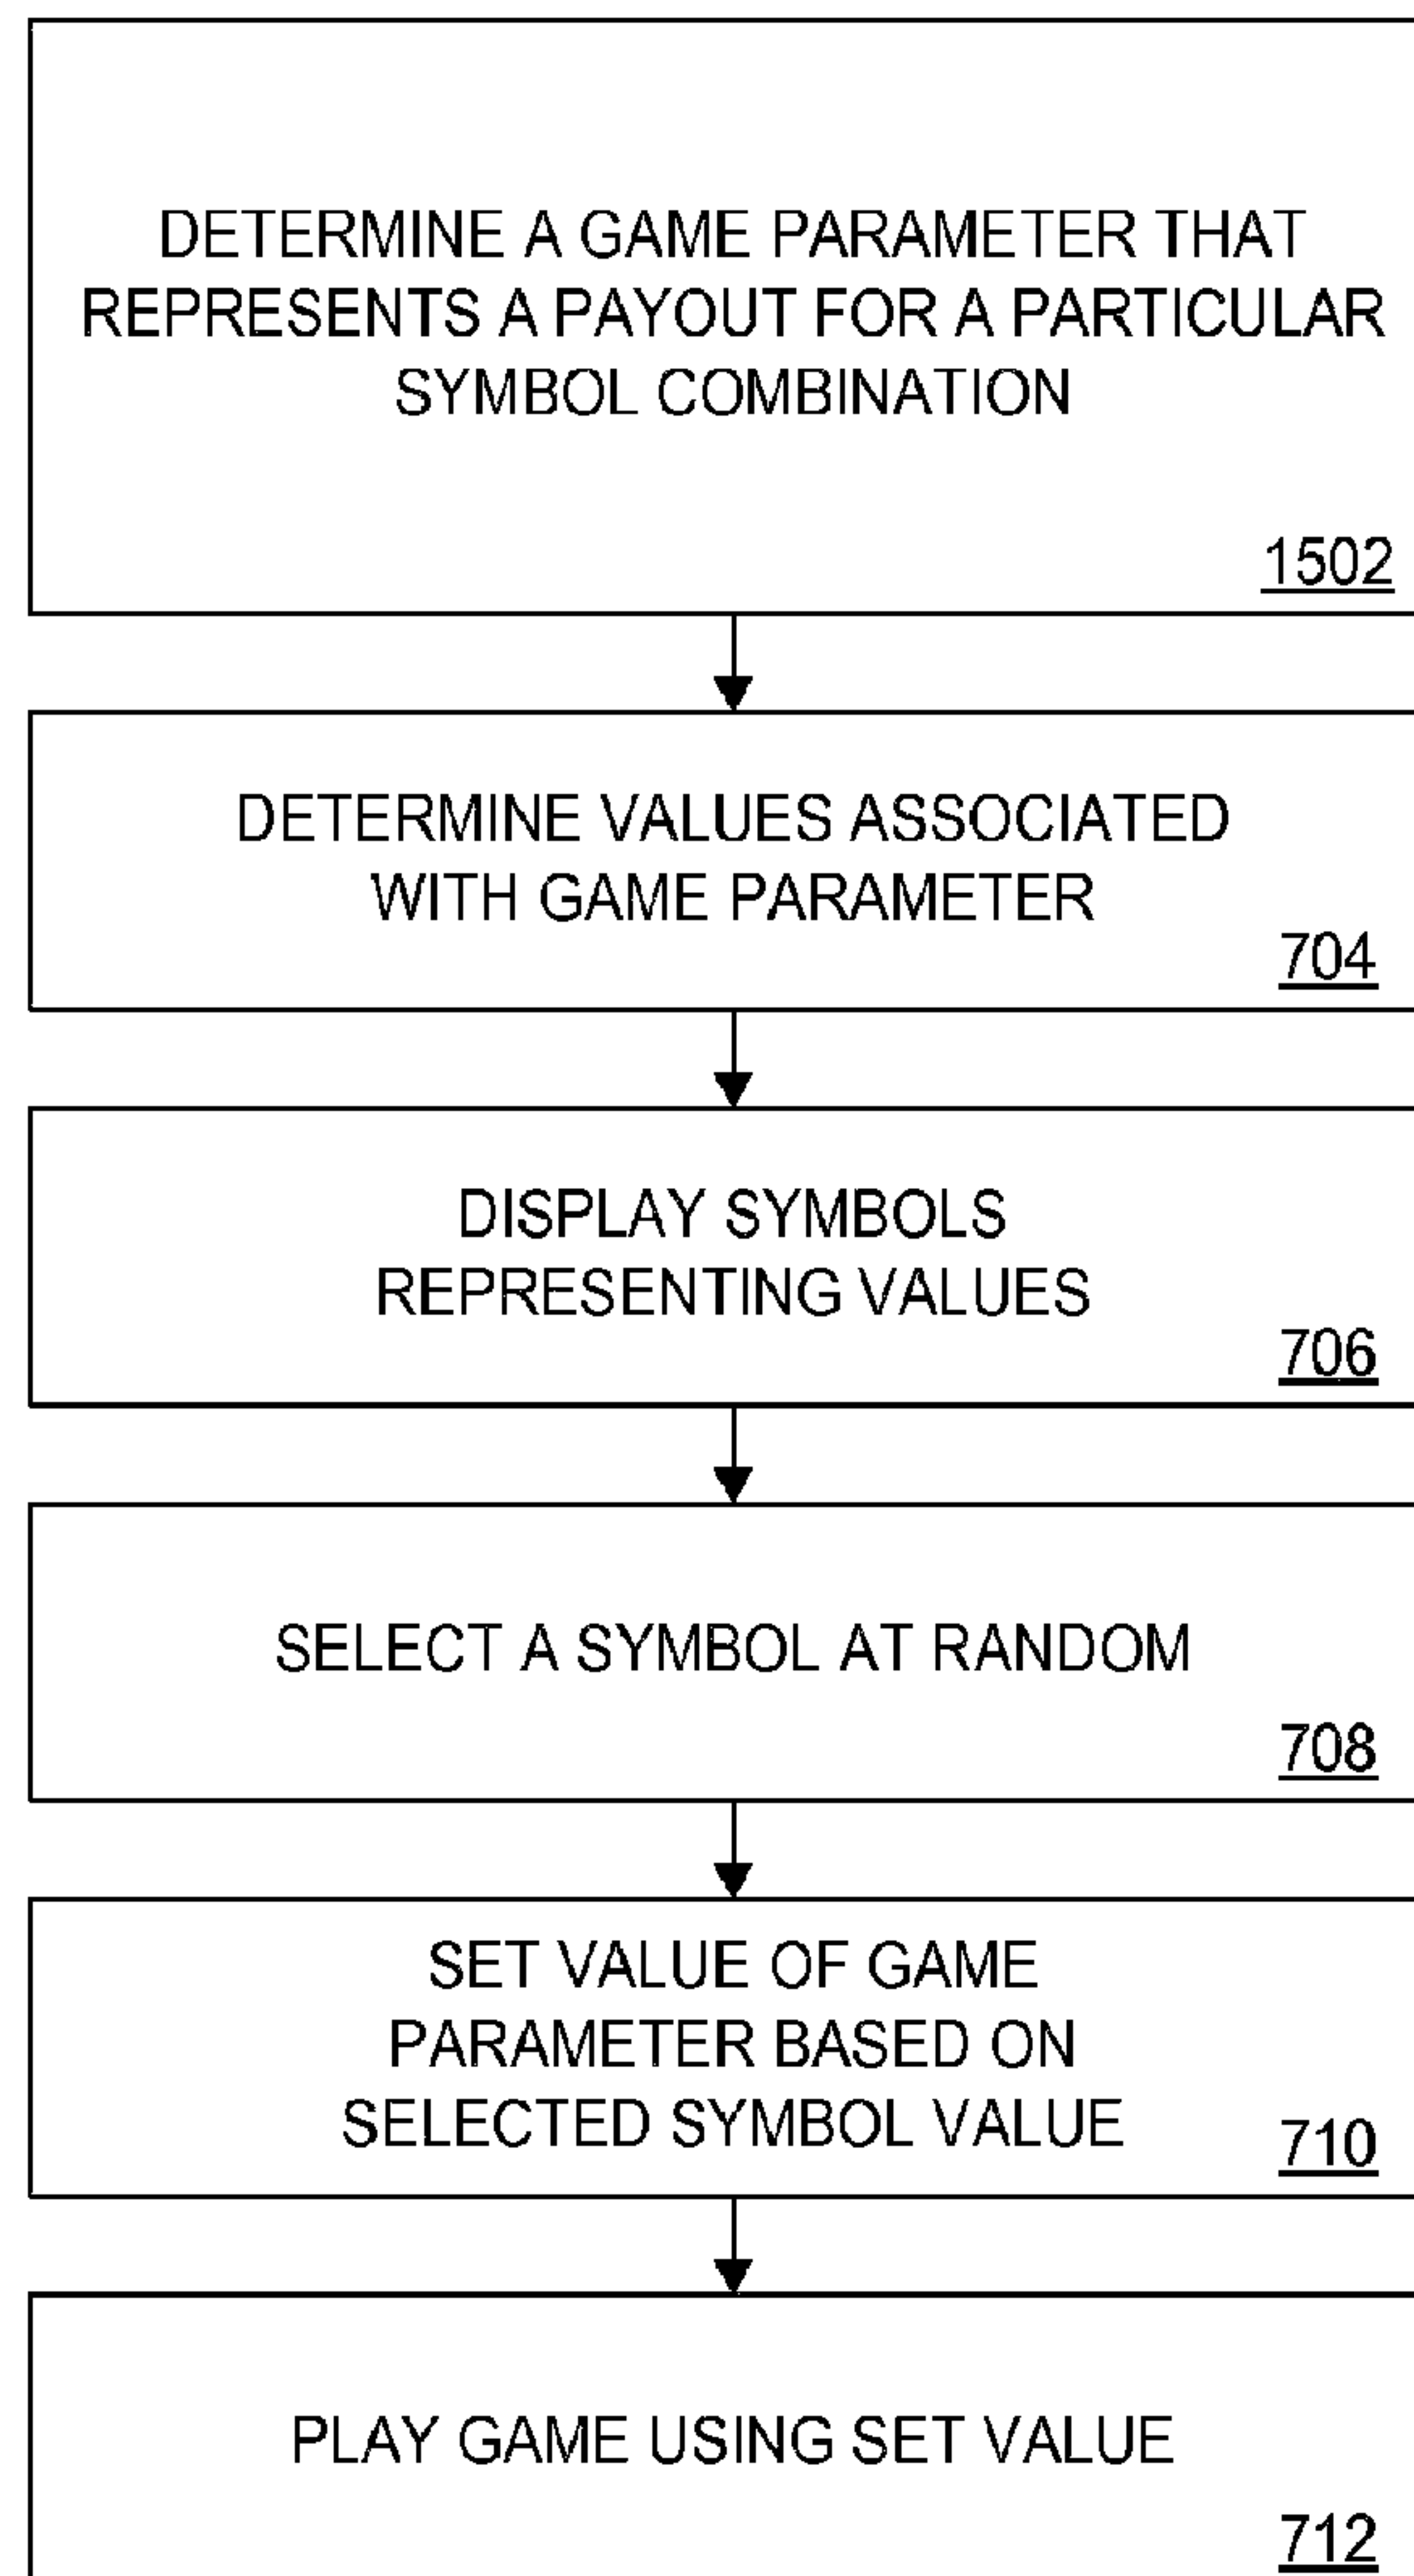 DETERMINE A GAME PARAMETER THAT
REPRESENTS A PAYOUT FOR A PARTICULAR
SYMBOL COMBINATION
1502
DETERMINE VALUES ASSOCIATED
WITH GAME PARAMETER
704
DISPLAY SYMBOLS
REPRESENTING VALUES
706
SELECT A SYMBOL AT RANDOM
708
SET VALUE OF GAME
PARAMETER BASED ON
SELECTED SYMBOL VALUE
710
PLAY GAME USING SET VALUE
712